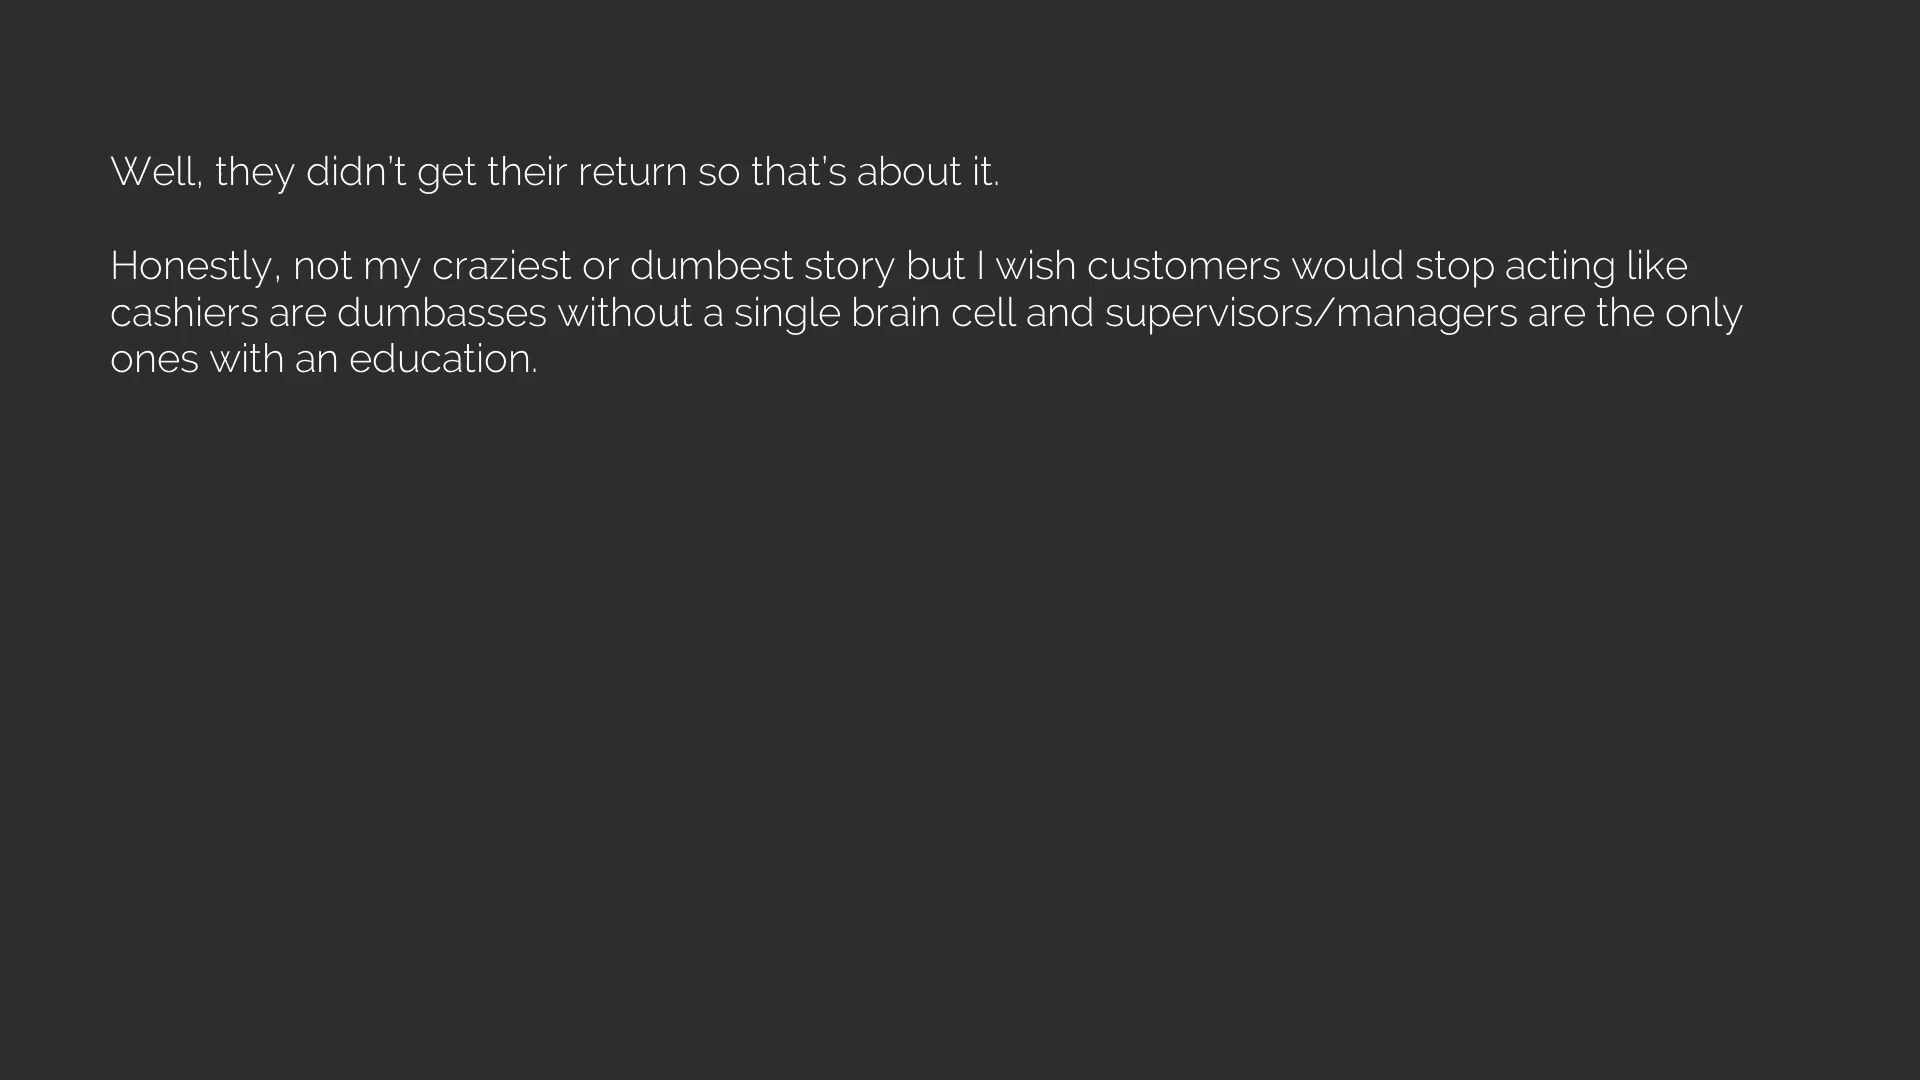 Well, they didn't get their return so that's about it.
Honestly, not my craziest or dumbest story but I wish customers would stop acting like
cashiers are dumbasses without a single brain cell and supervisors/managers are the only
ones with an education.